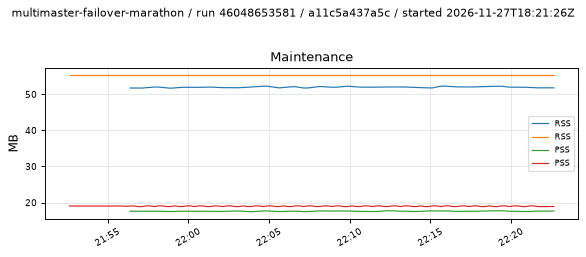 multimaster-failover-marathon / run 46048653581 / a11c5a437a5c / started 2026-11-27T18:21:26Z
Maintenance
MB
50
40
30
20
RSS
RSS
PSS
PSS
21:55
22:00
22:05
22:10
22:15
22:20